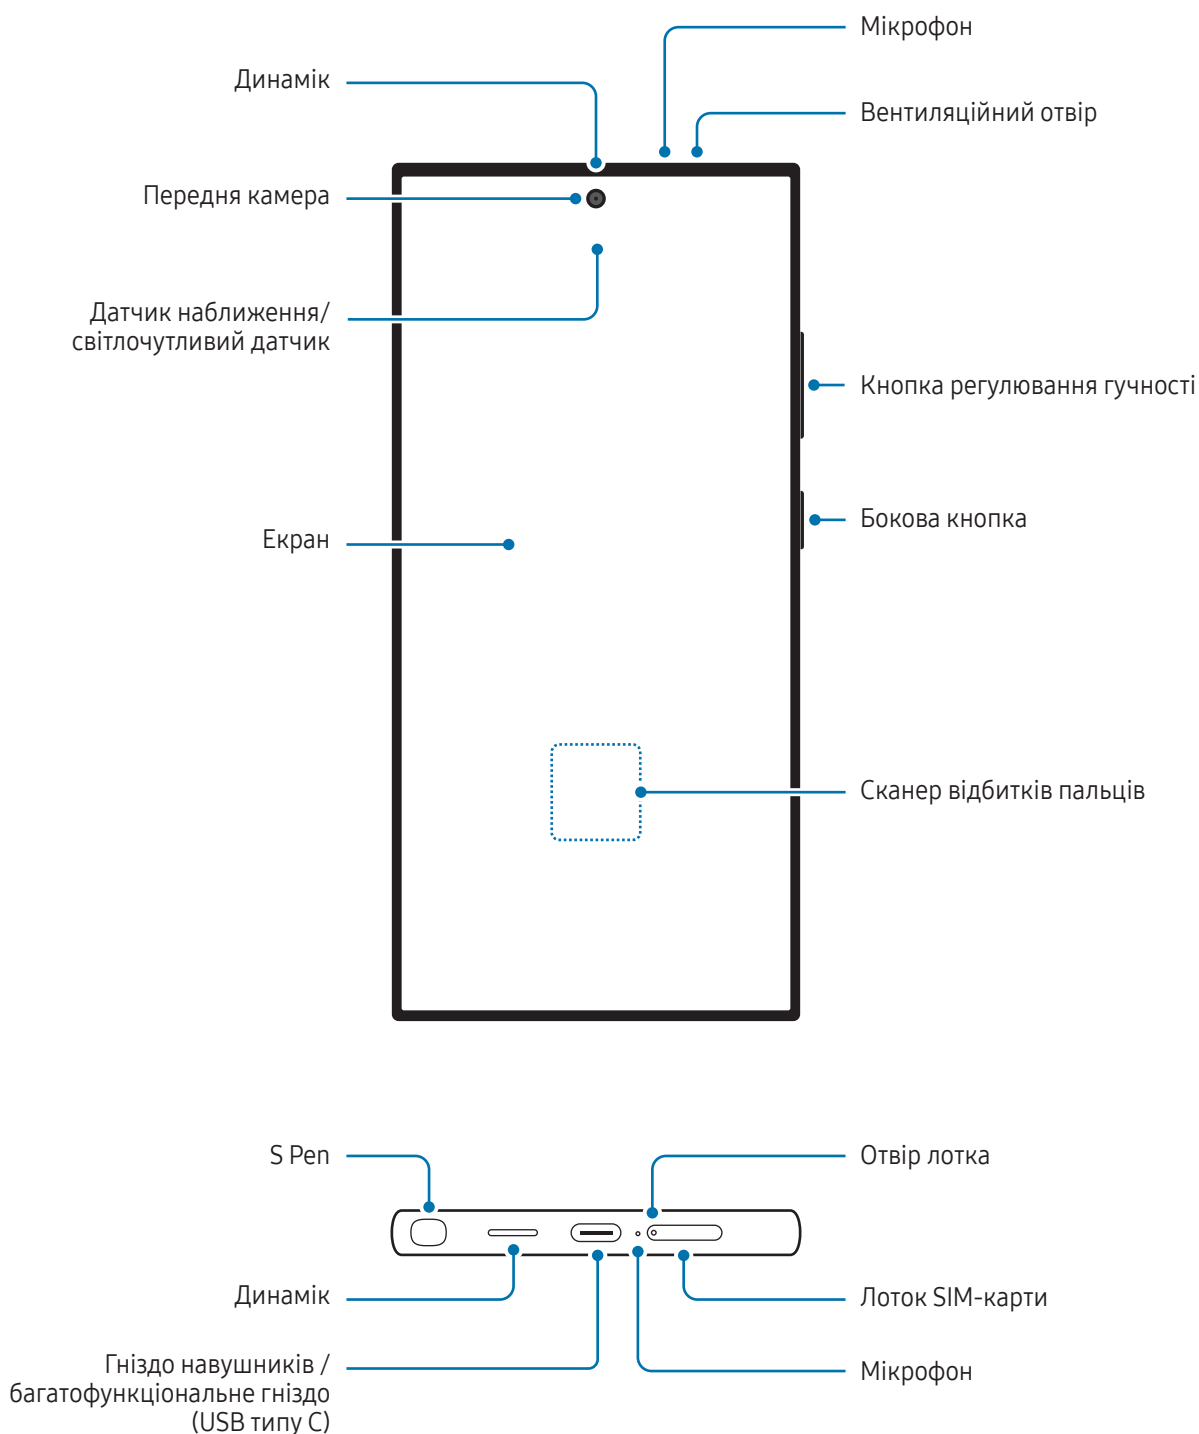 Мікрофон
Динамік
Вентиляційний отвір
Передня камера
Датчик наближення/
світлочутливий датчик
Кнопка регулювання гучності
Бокова кнопка
Екран
Сканер відбитків пальців
S Pen
Отвір лотка
Динамік
Лоток SIM-карти
Гніздо навушників /
багатофункціональне гніздо
(USB типу C)
Мікрофон